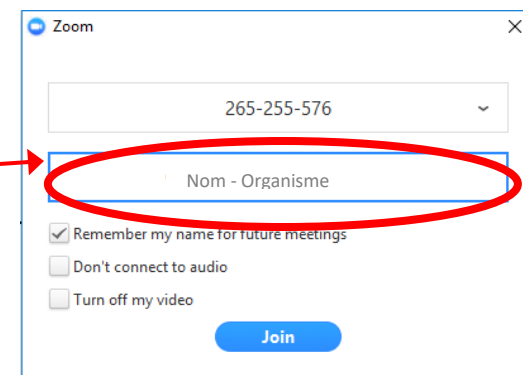 Zoom
265-255-576
Nom - Organisme
Remember my name for future meetings
Don't connect to audio
Turn off my video
Join